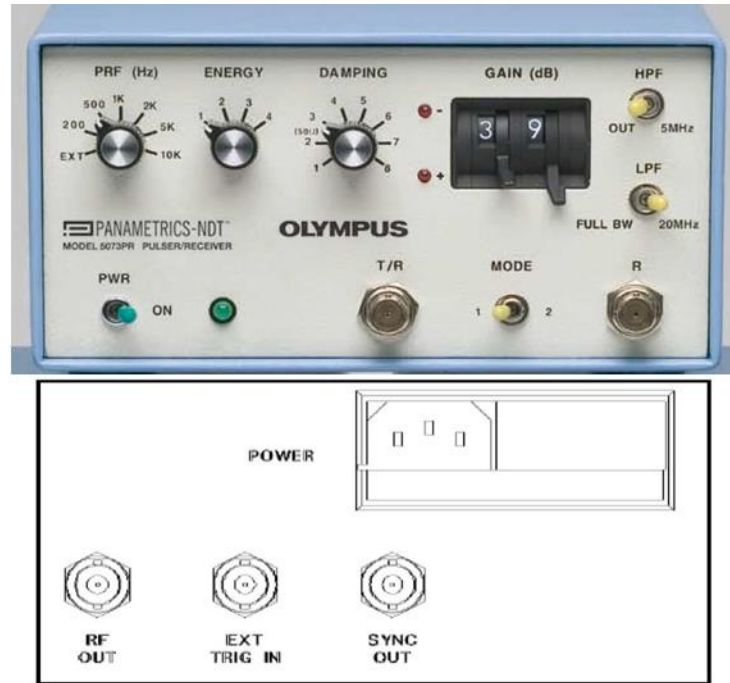 PRF (Hz) ENERGY DAMPING GAIN (dB) HPF
EXT 200 500 1K 2K 5K 10K
1 2 3 4
1 2 3 4 5 6 7 8
(50Ω)
-
+
3 9
OUT 5MHz
LPF
FULL BW 20MHz
PANAMETRICS-NDT™
MODEL 5073PR PULSER/RECEIVER
OLYMPUS
PWR
ON
T/R MODE R
1 2
POWER
RF OUT
EXT TRIG IN
SYNC OUT